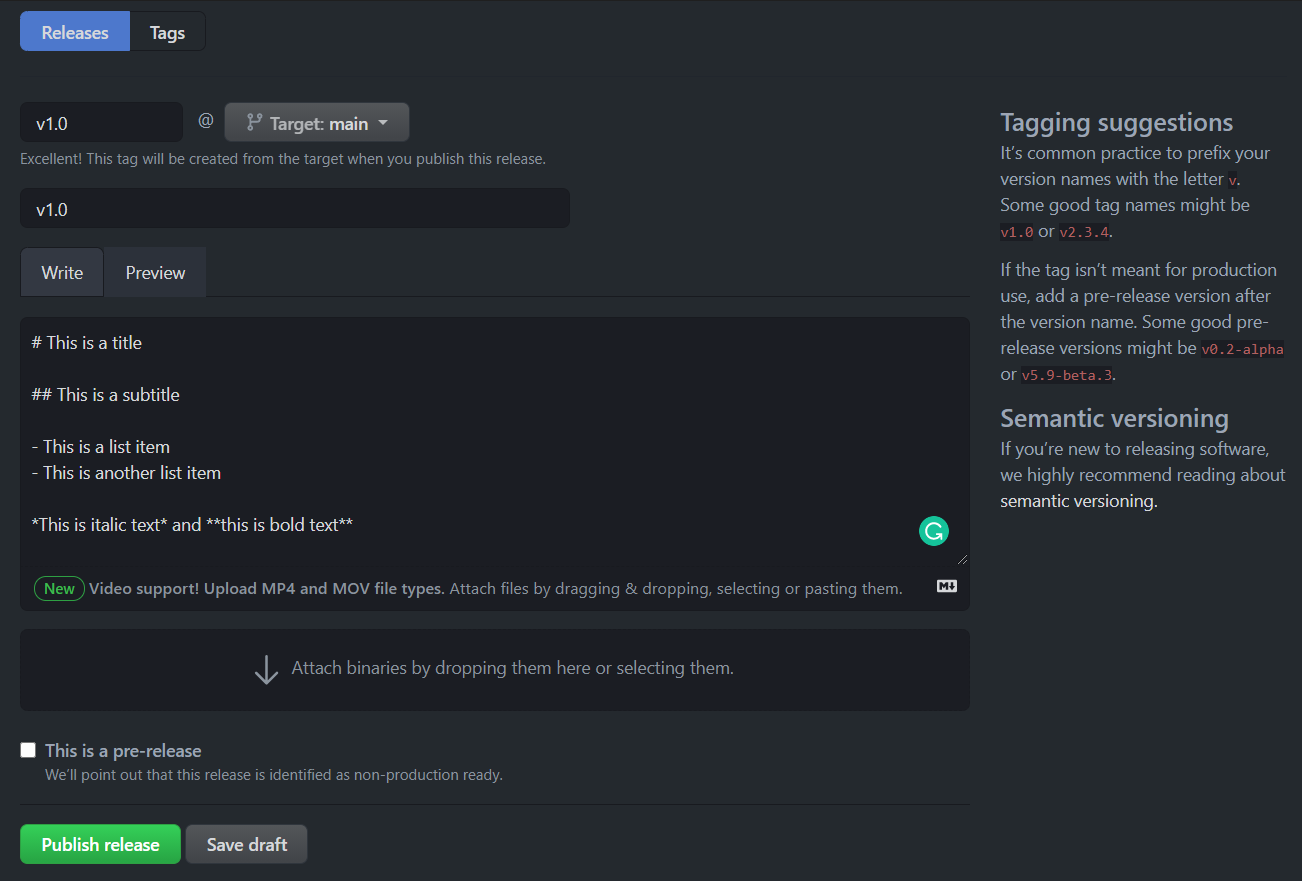 Releases Tags
v1.0 @ Target: main
Excellent! This tag will be created from the target when you publish this release.
v1.0
Write Preview
# This is a title
## This is a subtitle
- This is a list item
- This is another list item
*This is italic text* and **this is bold text**
New Video support! Upload MP4 and MOV file types. Attach files by dragging & dropping, selecting or pasting them.
Attach binaries by dropping them here or selecting them.
This is a pre-release
We’ll point out that this release is identified as non-production ready.
Publish release Save draft
Tagging suggestions
It’s common practice to prefix your
version names with the letter v.
Some good tag names might be
v1.0 or v2.3.4.
If the tag isn’t meant for production
use, add a pre-release version after
the version name. Some good pre-
release versions might be v0.2-alpha
or v5.9-beta.3.
Semantic versioning
If you’re new to releasing software,
we highly recommend reading about
semantic versioning.